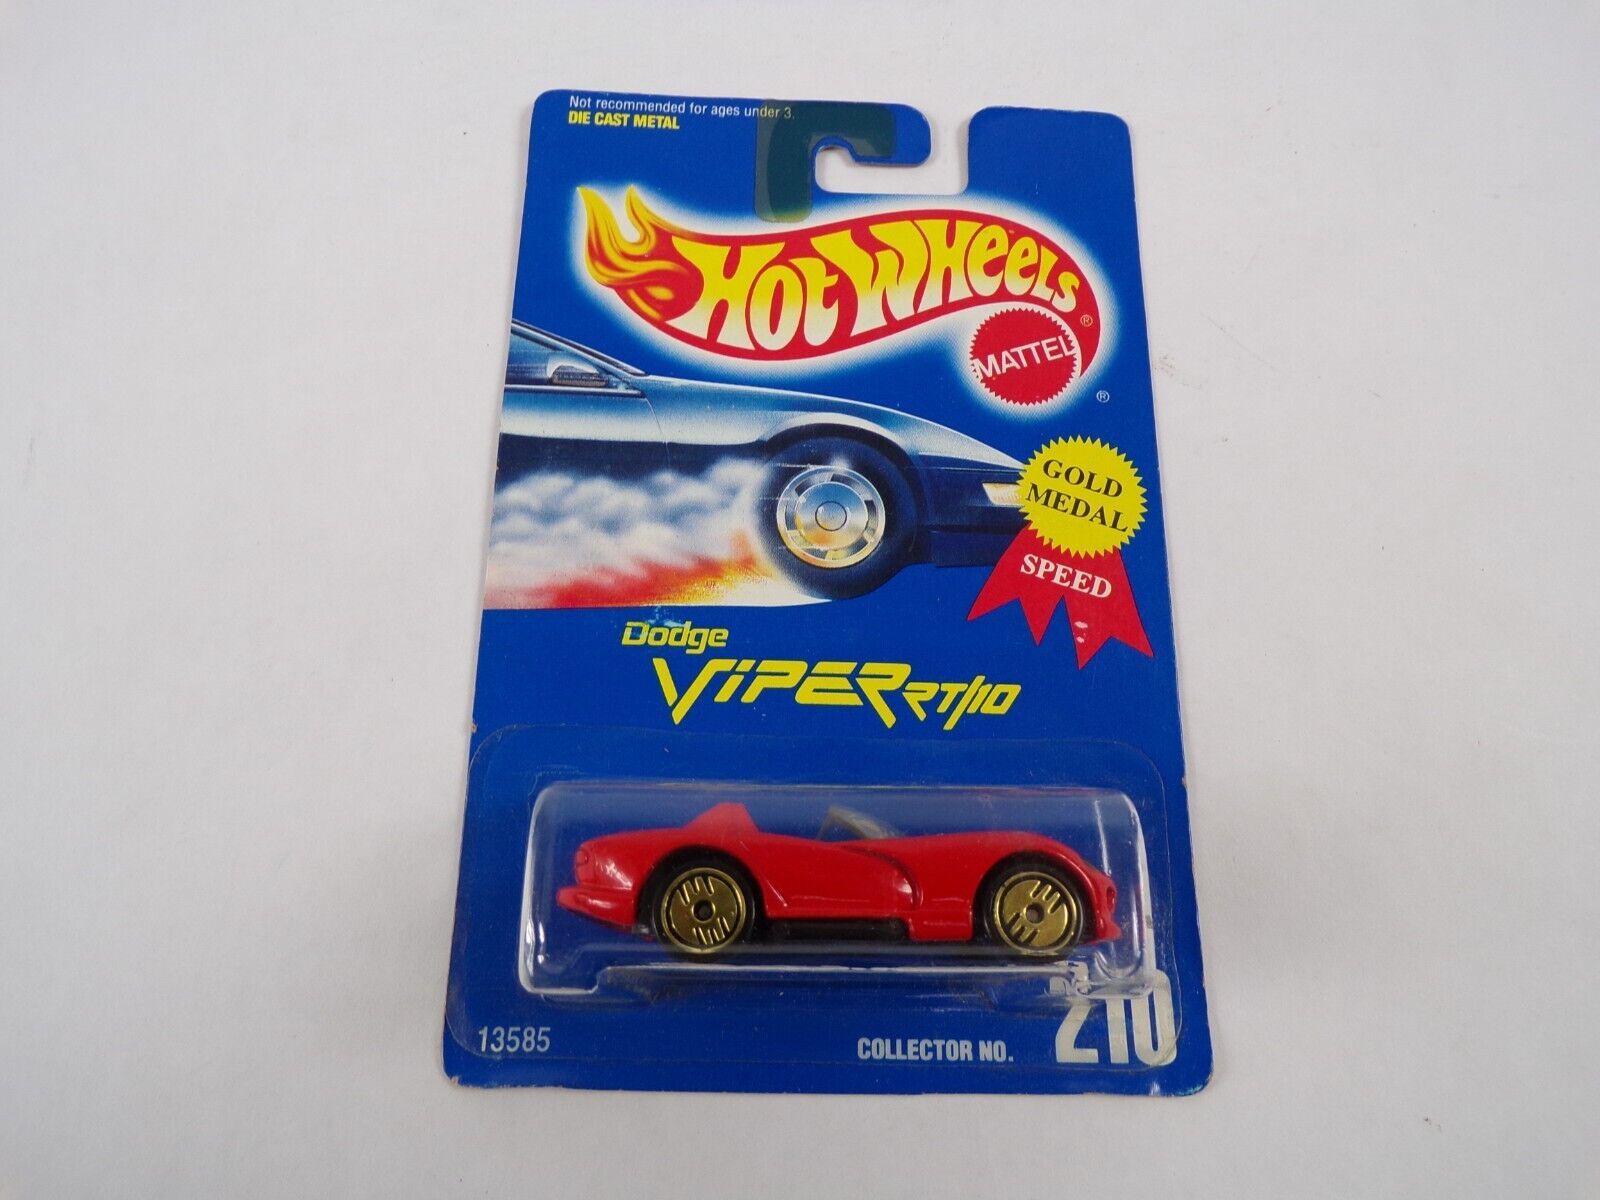 Not recommended for ages under 3.
DIE CAST METAL
HOT WHEELS ®
MATTEL
®
GOLD
MEDAL
SPEED
Dodge
VIPER RT/10
13585
COLLECTOR NO. 210